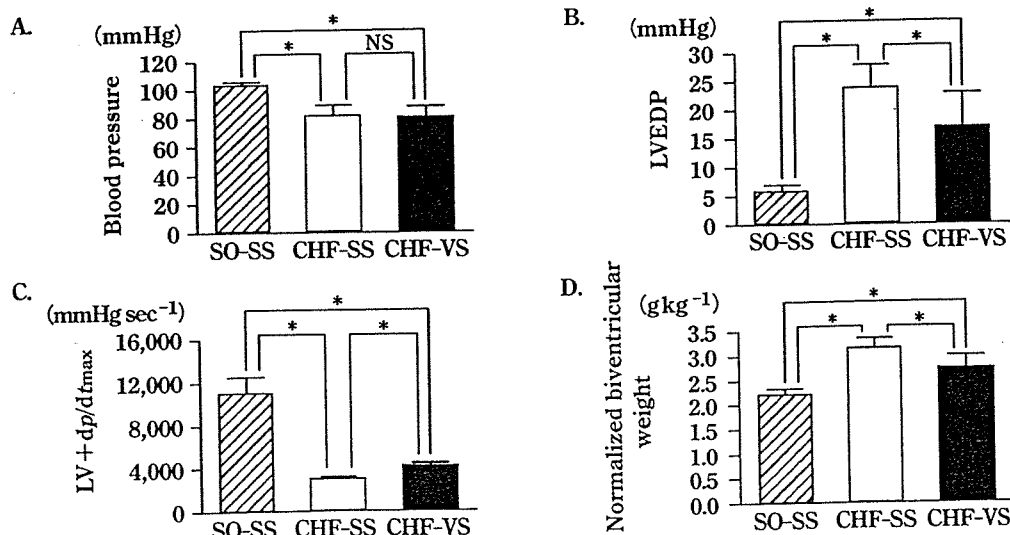 A.
(mmHg)
*
*
NS
Blood pressure
120
100
80
60
40
20
0
SO–SS CHF–SS CHF–VS
B.
(mmHg)
*
*
*
LVEDP
30
25
20
15
10
5
0
SO–SS CHF–SS CHF–VS
C.
(mmHg sec⁻¹)
*
*
*
LV+dp/dtmax
16,000
12,000
8,000
4,000
0
SO–SS CHF–SS CHF–VS
D.
(g kg⁻¹)
*
*
*
Normalized biventricular
weight
3.5
3.0
2.5
2.0
1.5
1.0
0.5
0.0
SO–SS CHF–SS CHF–VS